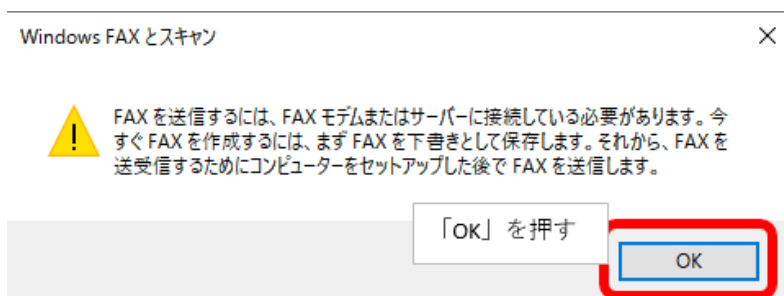 Windows FAX とスキャン
FAX を送信するには、FAX モデムまたはサーバーに接続している必要があります。今
すぐ FAX を作成するには、まず FAX を下書きとして保存します。それから、FAX を
送受信するためにコンピューターをセットアップした後で FAX を送信します。
「OK」を押す
OK